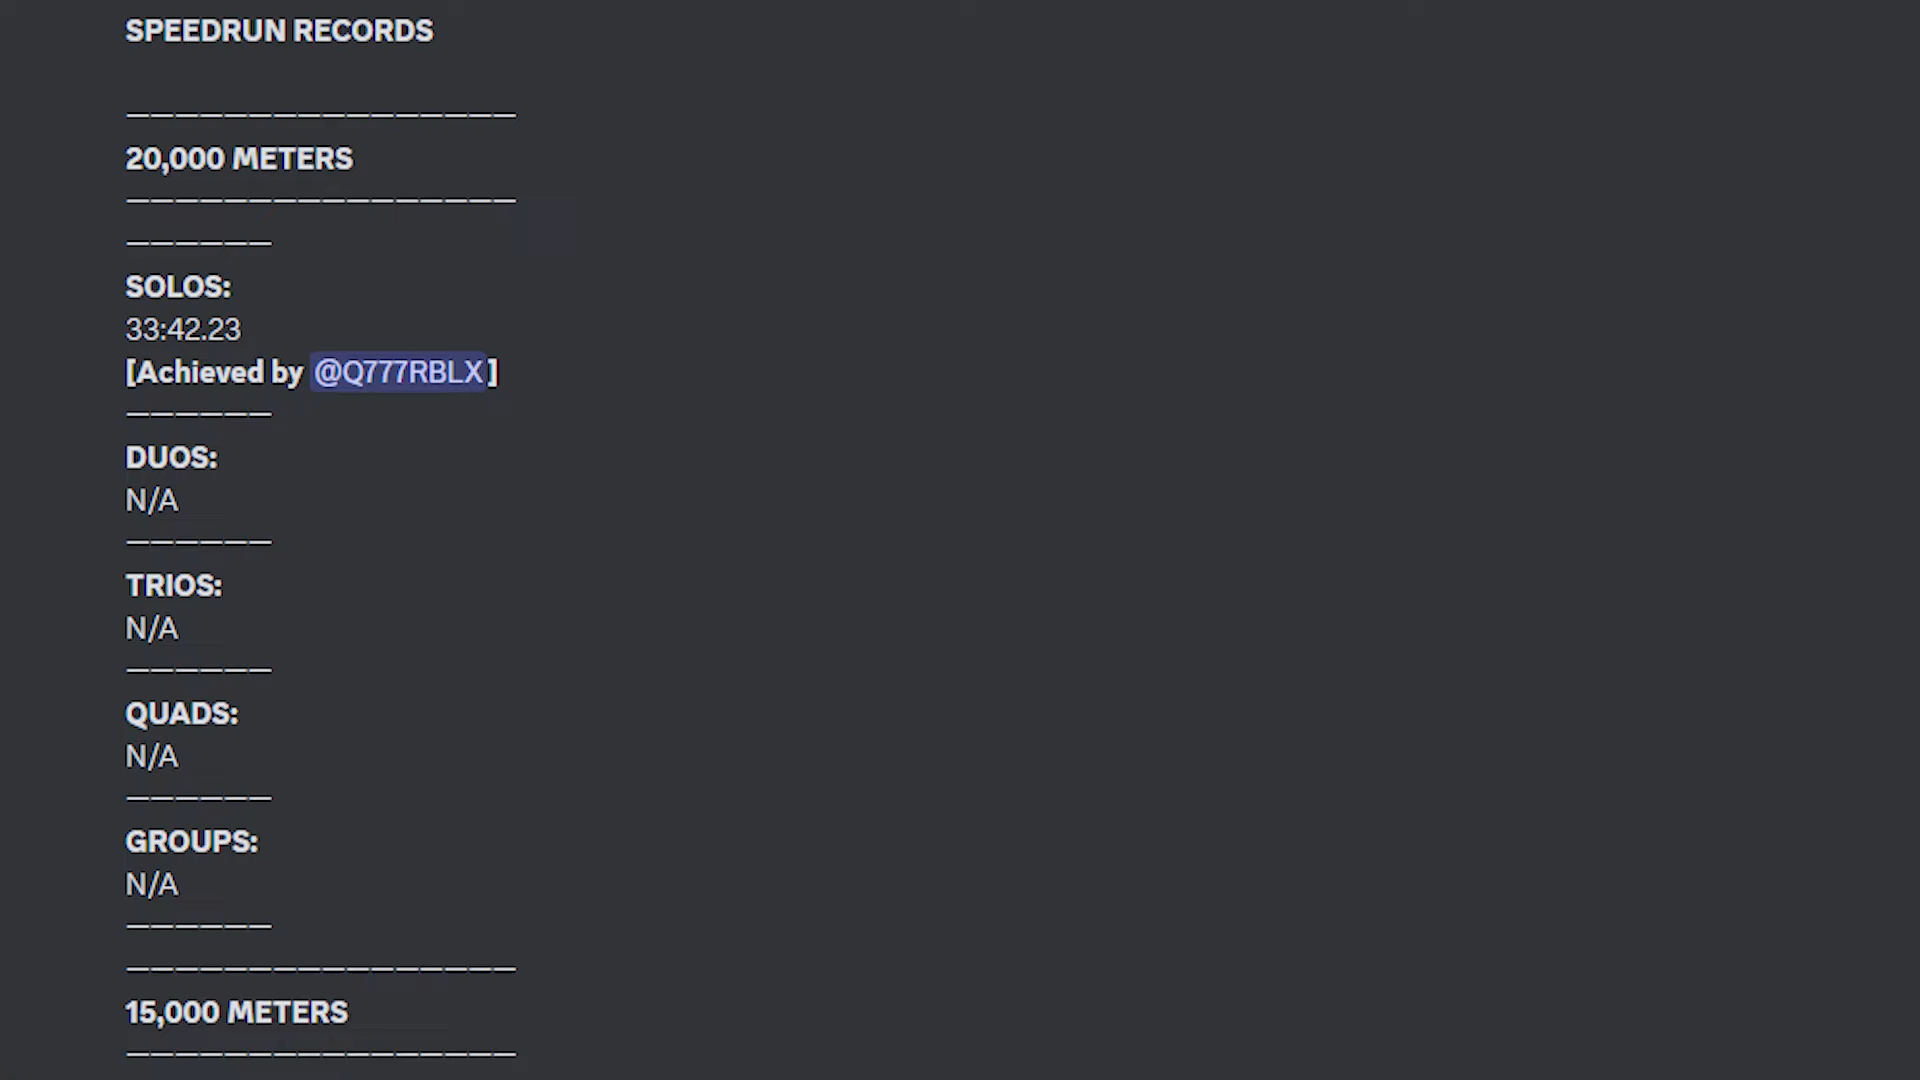 SPEEDRUN RECORDS
————————————————
20,000 METERS
————————————————
——————
SOLOS:
33:42.23
[Achieved by @Q777RBLX]
——————
DUOS:
N/A
——————
TRIOS:
N/A
——————
QUADS:
N/A
——————
GROUPS:
N/A
——————
————————————————
15,000 METERS
————————————————